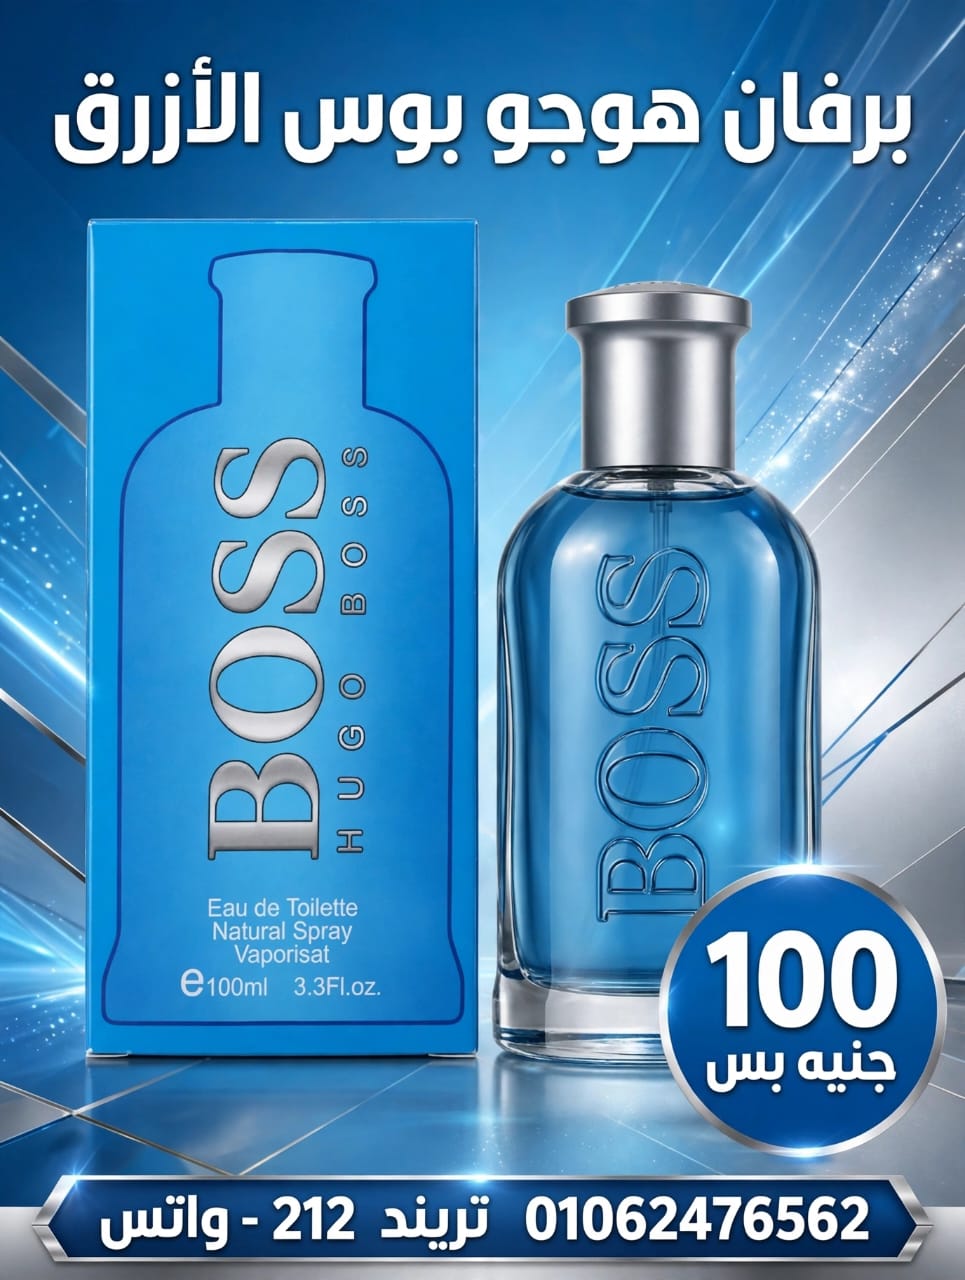 برفان هوجو بوس الأزرق
BOSS
HUGO BOSS
Eau de Toilette
Natural Spray
Vaporisat
e100ml 3.3Fl.oz.
BOSS
100
جنيه بس
01062476562 تريند 212 - واتس